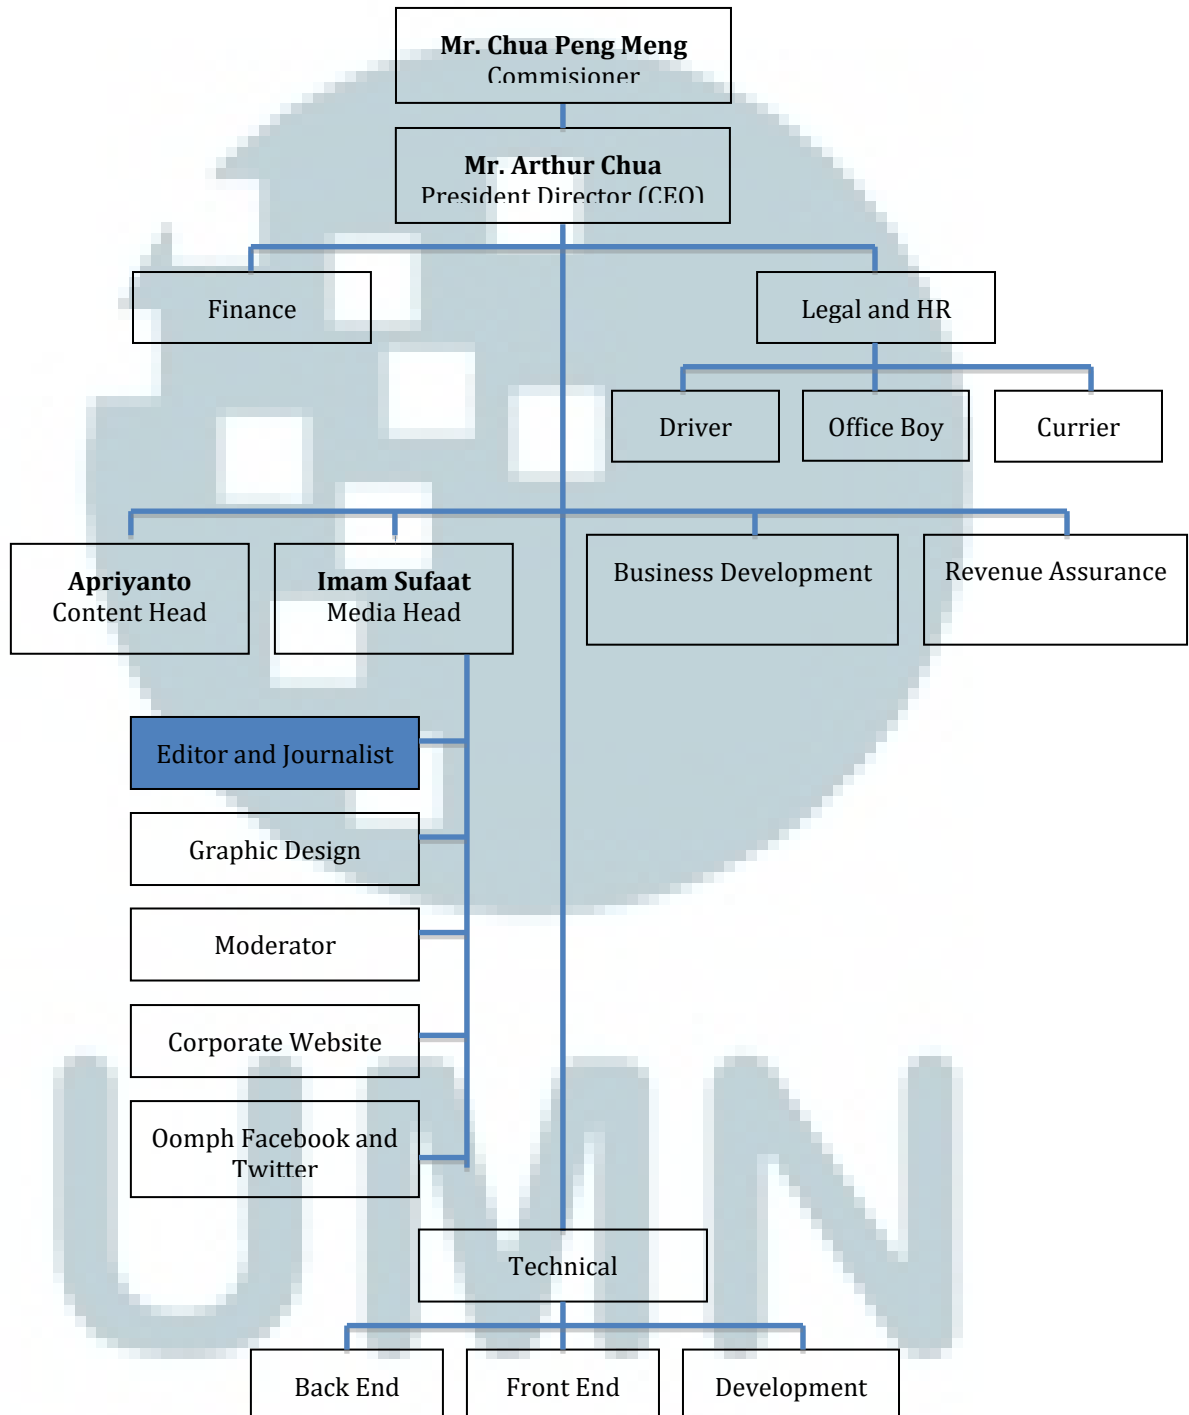 Mr. Chua Peng Meng
Commisioner
Mr. Arthur Chua
President Director (CEO)
Finance
Legal and HR
Driver
Office Boy
Currier
Apriyanto
Content Head
Imam Sufaat
Media Head
Business Development
Revenue Assurance
Editor and Journalist
Graphic Design
Moderator
Corporate Website
Oomph Facebook and
Twitter
UMN
Technical
Back End
Front End
Development